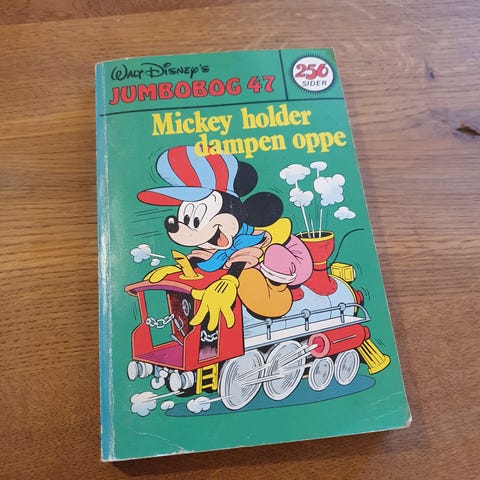 Walt Disney's
JUMBOBOG 47
256
SIDER
Mickey holder
dampen oppe